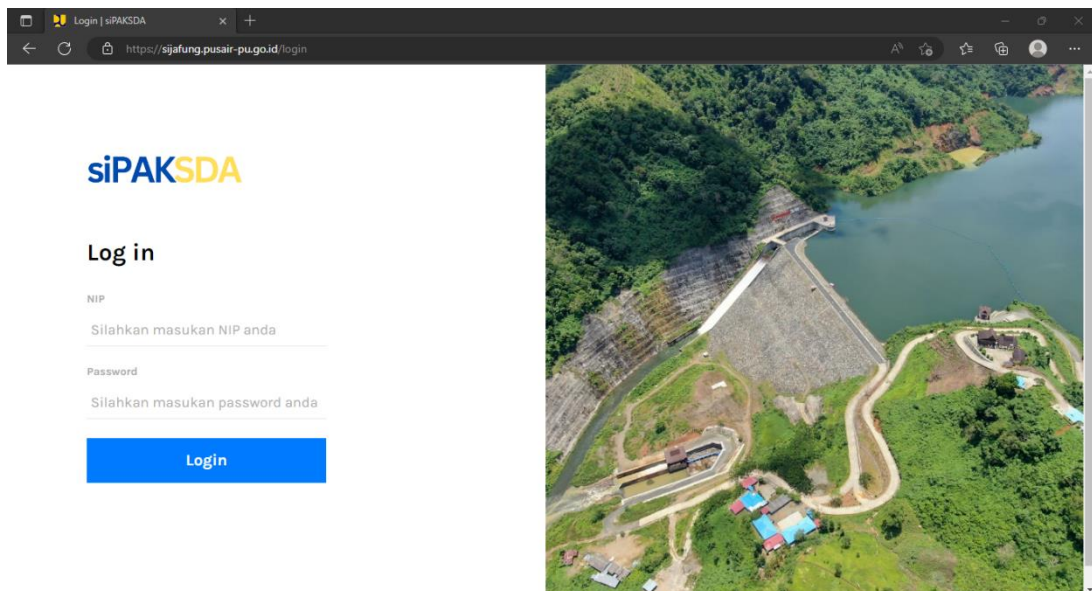 Login | siPAKSDA
https://sijafung.pusair-pu.go.id/login
siPAKSDA
Log in
NIP
Silahkan masukan NIP anda
Password
Silahkan masukan password anda
Login